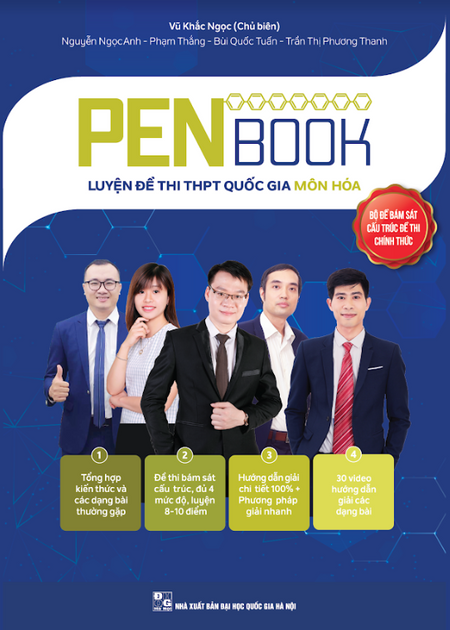 Vũ Khắc Ngọc (Chủ biên)
Nguyễn Ngọc Anh - Phạm Thắng - Bùi Quốc Tuấn - Trần Thị Phương Thanh
PEN
BOOK
LUYỆN ĐỀ THI THPT QUỐC GIA MÔN HÓA
BỘ ĐỀ BÁM SÁT
CẤU TRÚC ĐỀ THI
CHÍNH THỨC
1
Tổng hợp
kiến thức và
các dạng bài
thường gặp
2
Đề thi bám sát
cấu trúc, đủ 4
mức độ, luyện
8-10 điểm
3
Hướng dẫn giải
chi tiết 100% +
Phương pháp
giải nhanh
4
30 video
hướng dẫn
giải các
dạng bài
NHÀ XUẤT BẢN ĐẠI HỌC QUỐC GIA HÀ NỘI